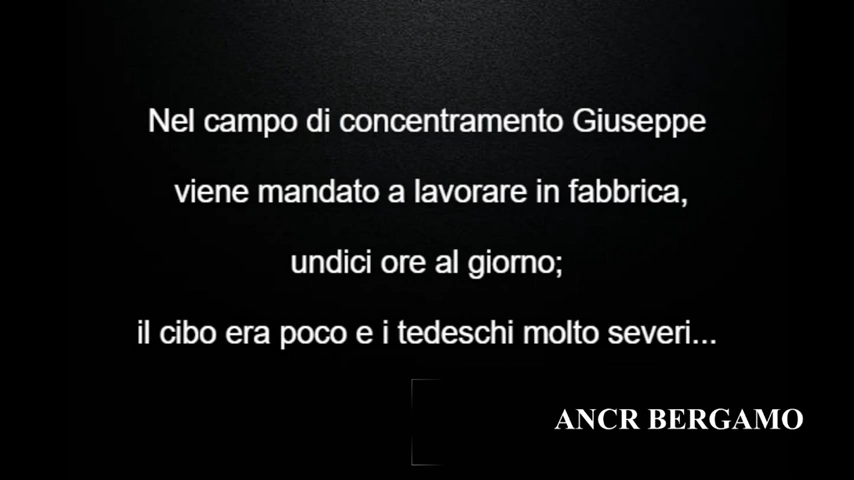 Nel campo di concentramento Giuseppe
viene mandato a lavorare in fabbrica,
undici ore al giorno;
il cibo era poco e i tedeschi molto severi...
ANCR BERGAMO